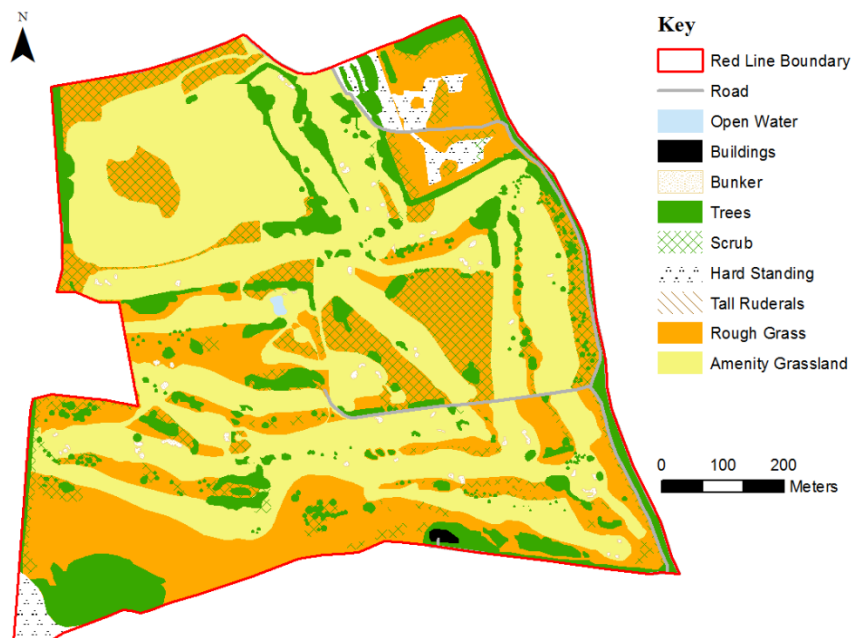 N
Key
Red Line Boundary
Road
Open Water
Buildings
Bunker
Trees
Scrub
Hard Standing
Tall Ruderals
Rough Grass
Amenity Grassland
0 100 200
Meters